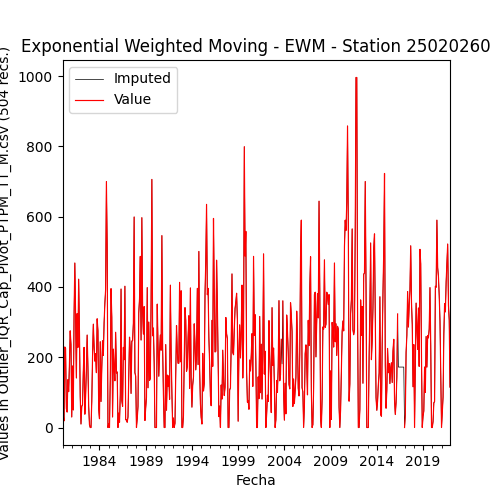 Exponential Weighted Moving - EWM - Station 25020260
Imputed
Value
1000
800
600
400
200
0
Values in Outlier_IQR_Cap_Pivot_PTPM_TT_M.csv (504 recs.)
1984 1989 1994 1999 2004 2009 2014 2019
Fecha